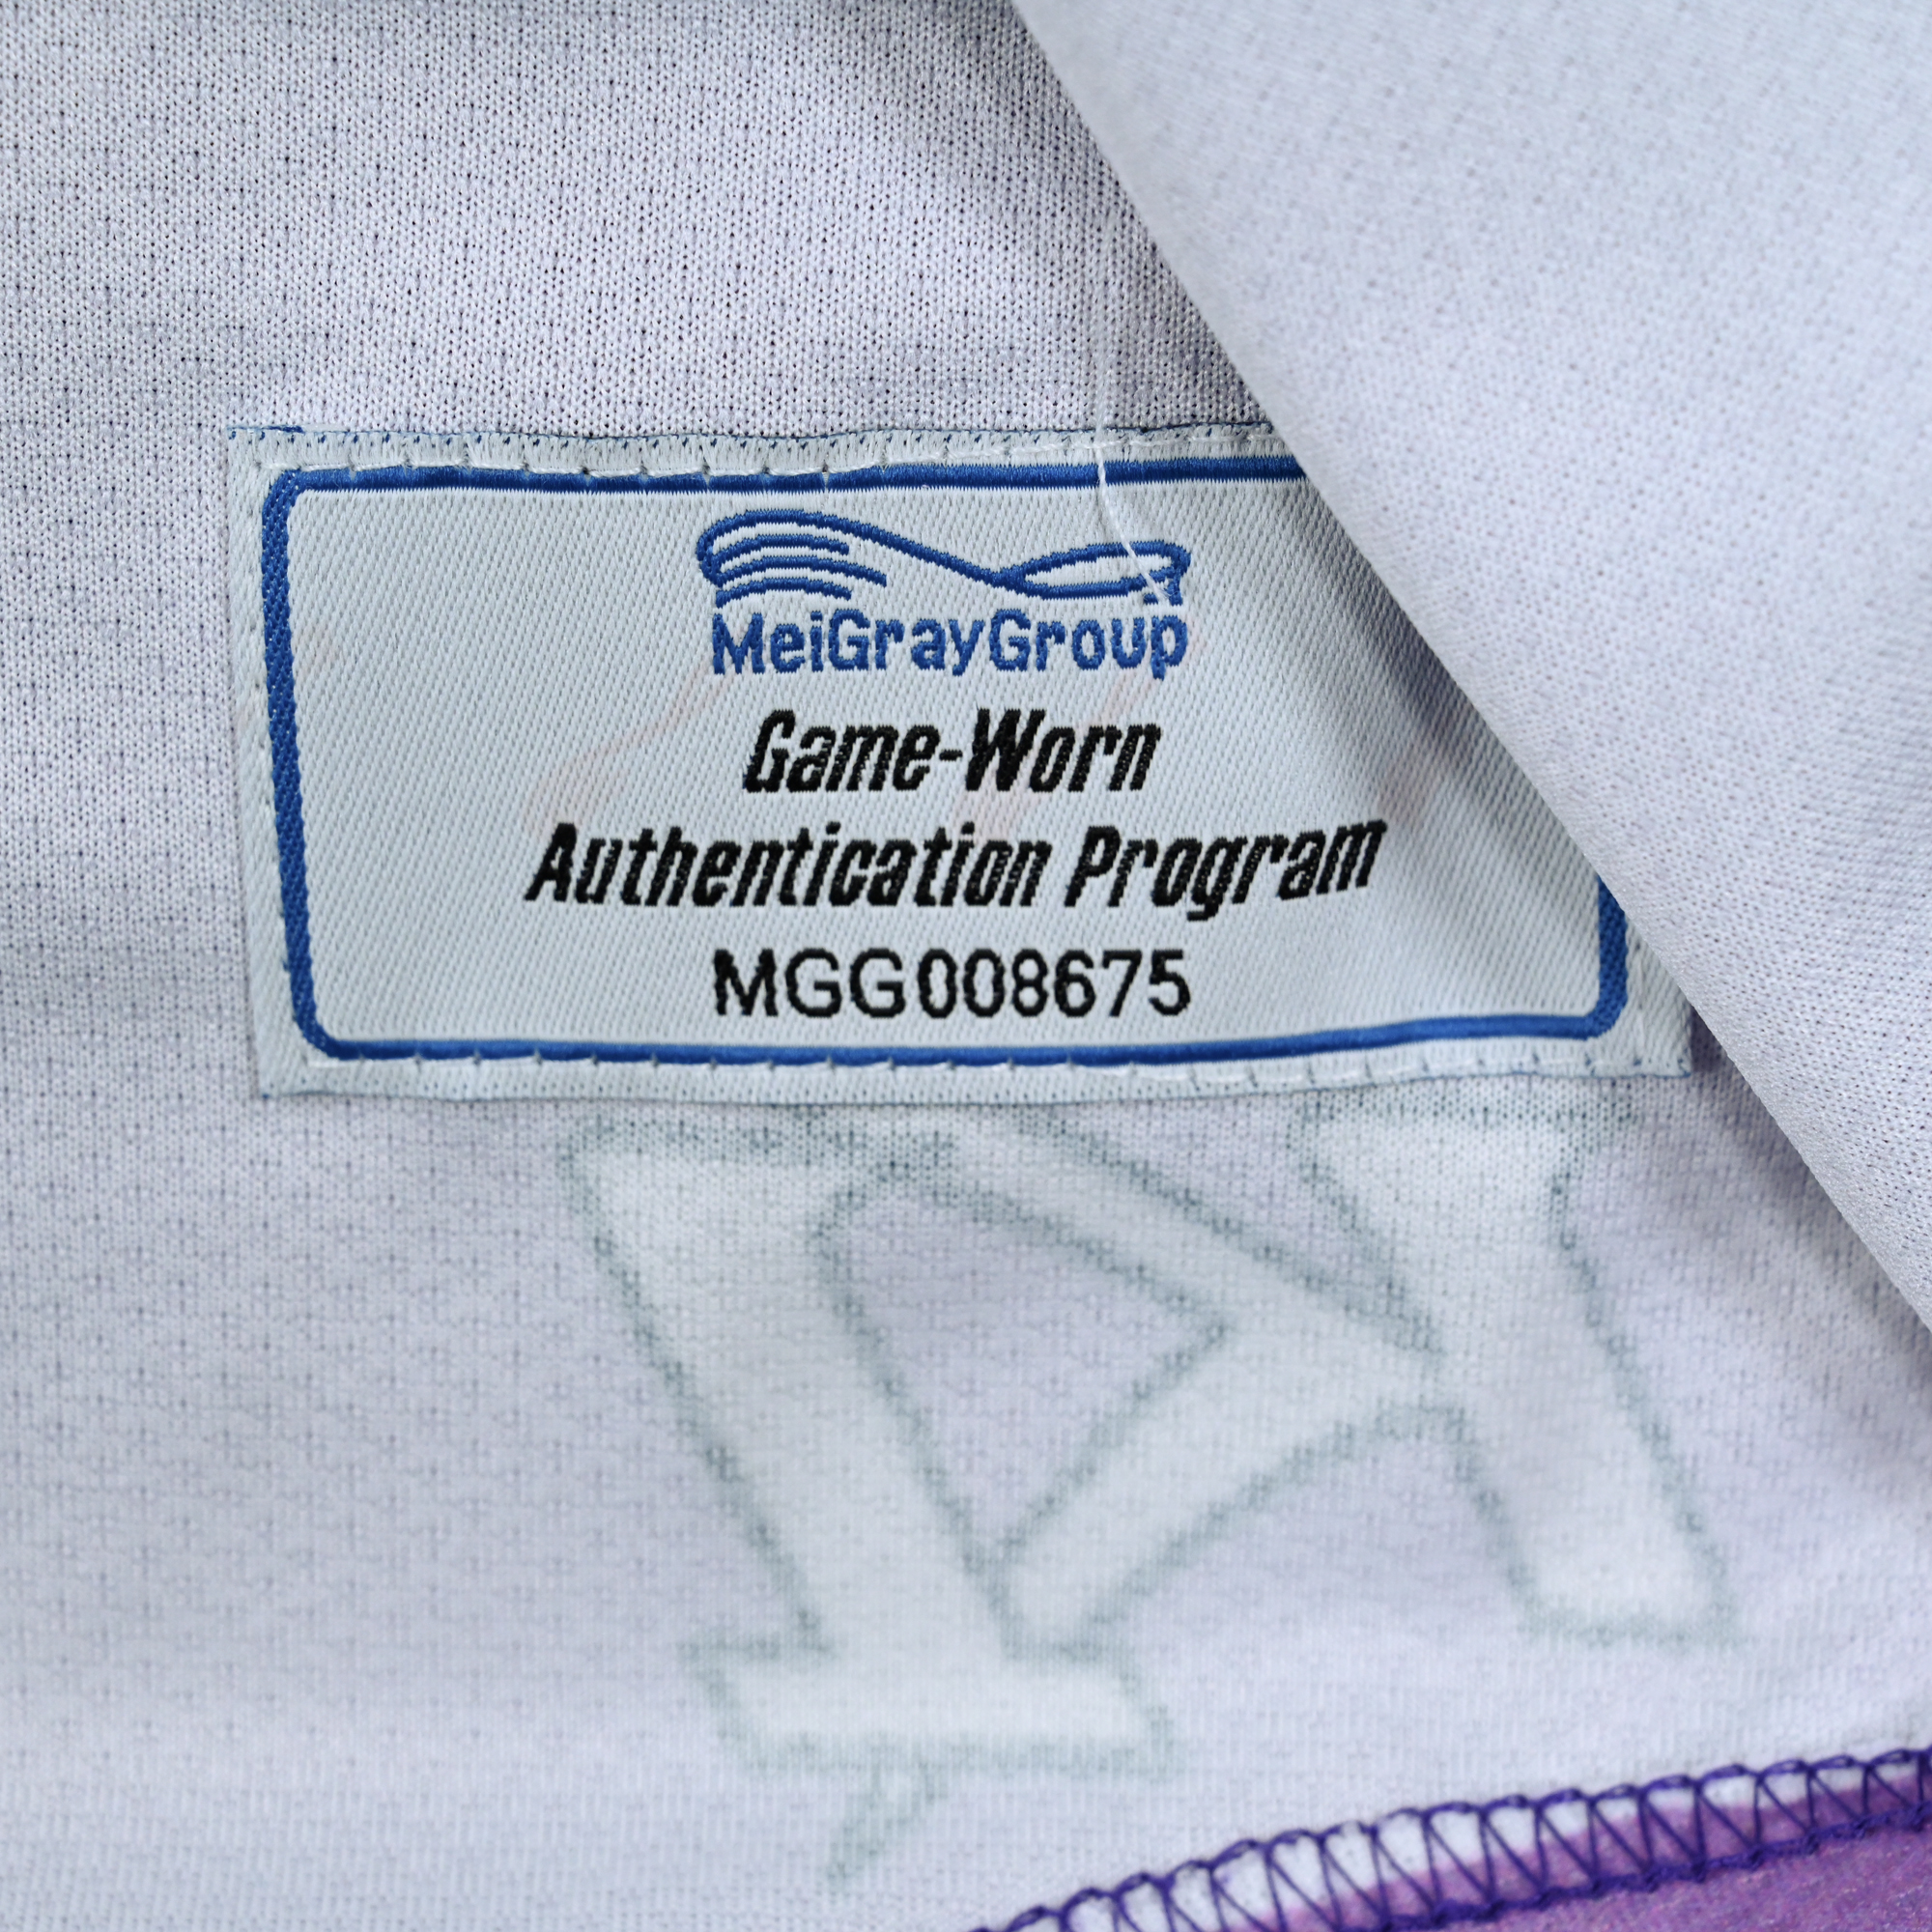 MeiGrayGroup
Game-Worn
Authentication Program
MGG008675